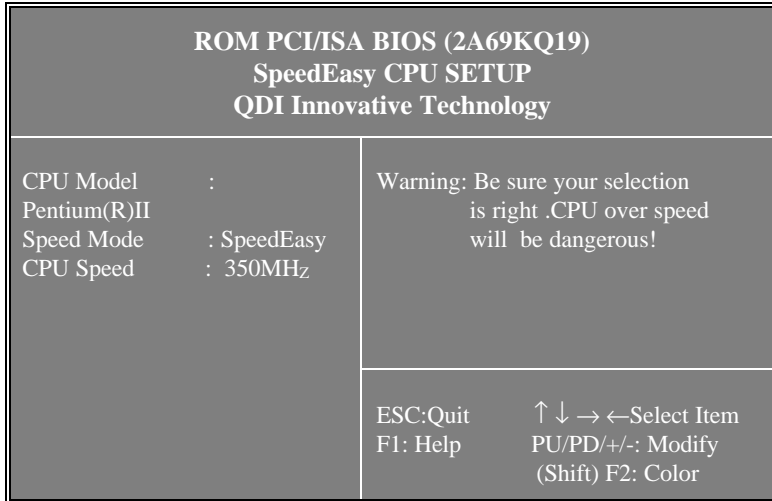 ROM PCI/ISA BIOS (2A69KQ19)
SpeedEasy CPU SETUP
QDI Innovative Technology
CPU Model :
Pentium(R)II
Speed Mode : SpeedEasy
CPU Speed : 350MHZ
Warning: Be sure your selection
is right .CPU over speed
will be dangerous!
ESC:Quit ↑ ↓ → ←Select Item
F1: Help PU/PD/+/-: Modify
(Shift) F2: Color